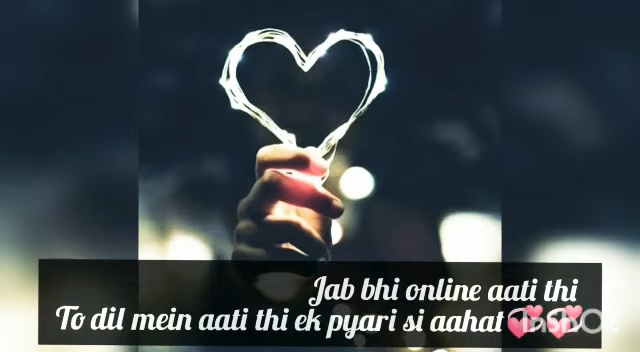 Jab bhi online aati thi
To dil mein aati thi ek pyari si aahat 💕💕